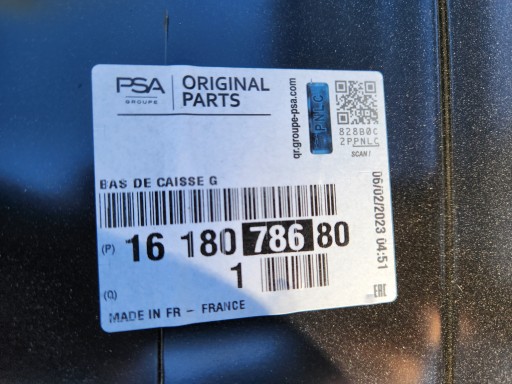 PSA
GROUPE
ORIGINAL
PARTS
qr.groupe-psa.com
PNLC
828B0C
2PPNLC
SCAN!
BAS DE CAISSE G
(P) 16 180 786 80
06/02/2023 04:51
(Q) 1
EAC
MADE IN FR - FRANCE